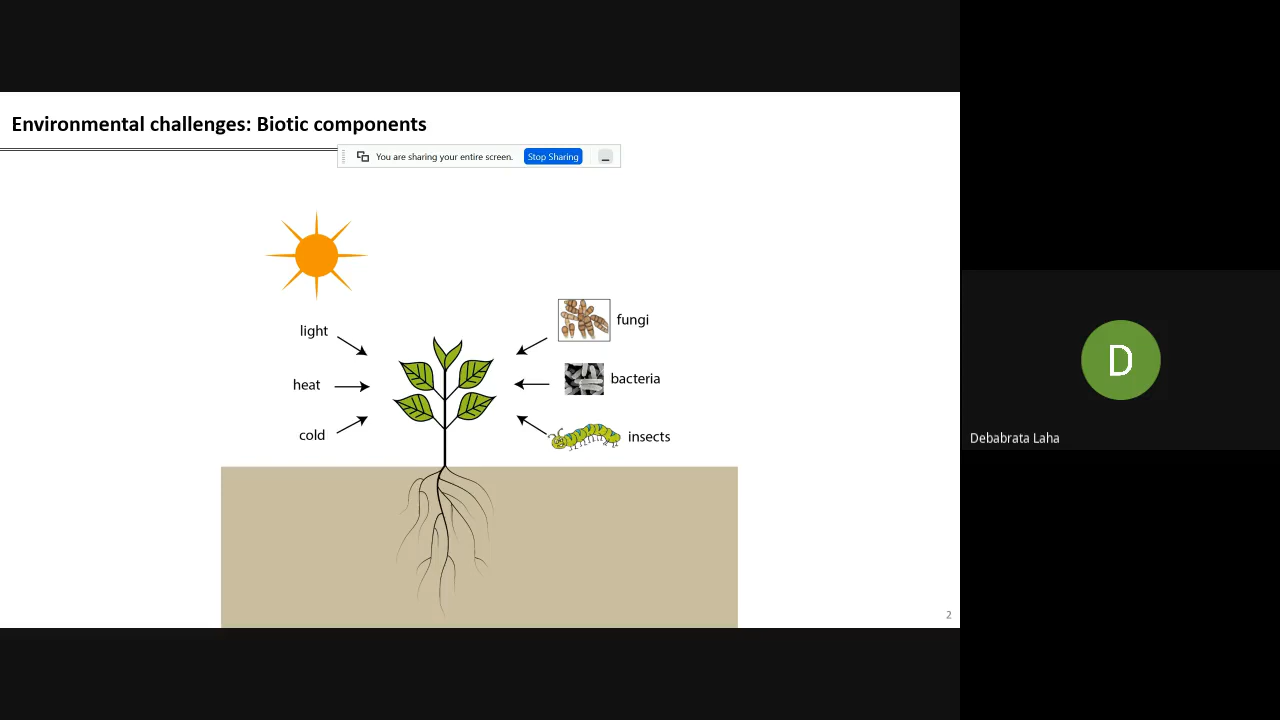 Environmental challenges: Biotic components
You are sharing your entire screen.
Stop Sharing
light
heat
cold
fungi
bacteria
insects
2
D
Debabrata Laha